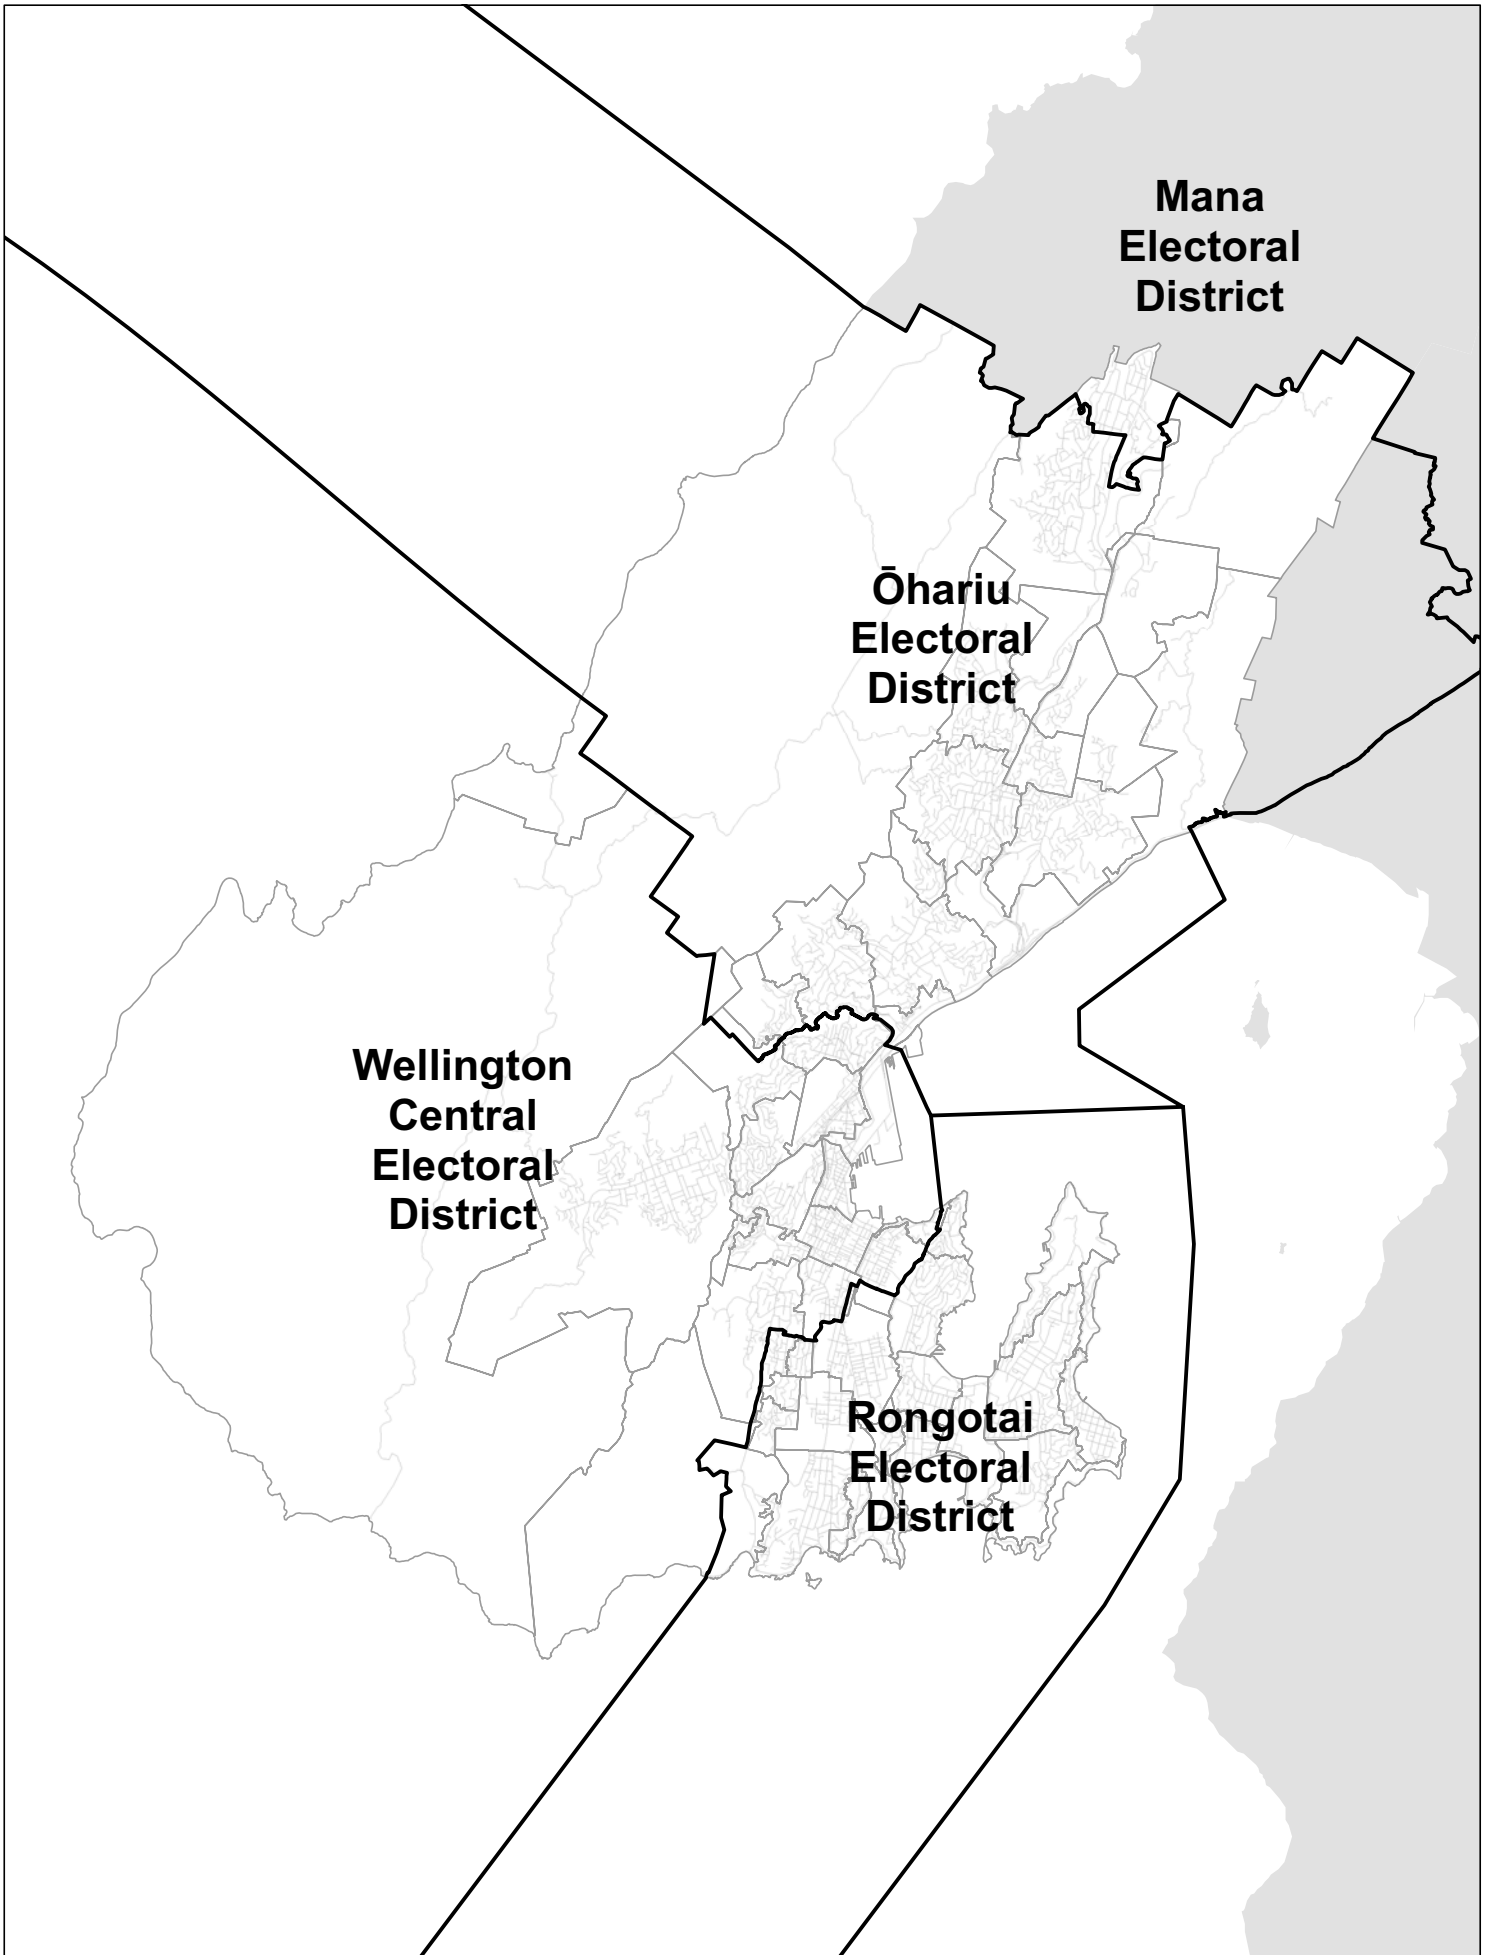 Mana
Electoral
District
Ōhariu
Electoral
District
Wellington
Central
Electoral
District
Rongotai
Electoral
District